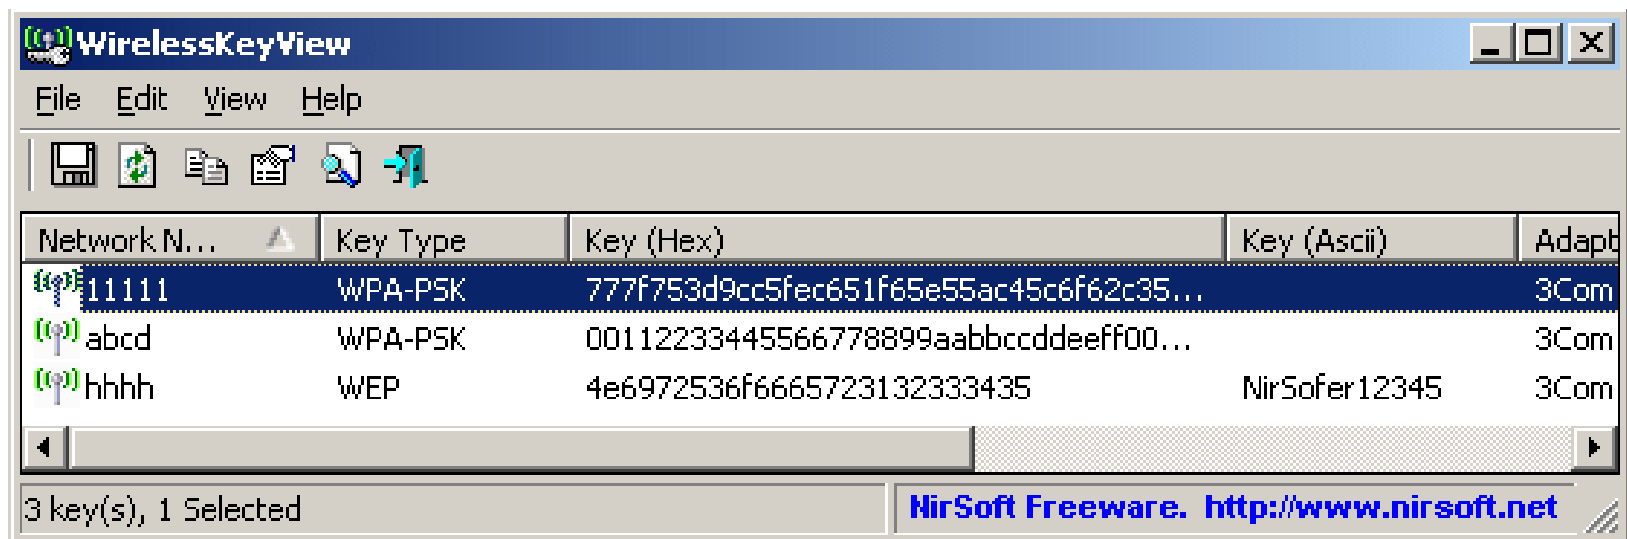 WirelessKeyView
File Edit View Help
Network N... Key Type Key (Hex) Key (Ascii) Adapt
11111 WPA-PSK 777f753d9cc5fec651f65e55ac45c6f62c35... 3Com
abcd WPA-PSK 00112233445566778899aabbccddeeff00... 3Com
hhhh WEP 4e6972536f6665723132333435 NirSofer12345 3Com
3 key(s), 1 Selected NirSoft Freeware. http://www.nirsoft.net